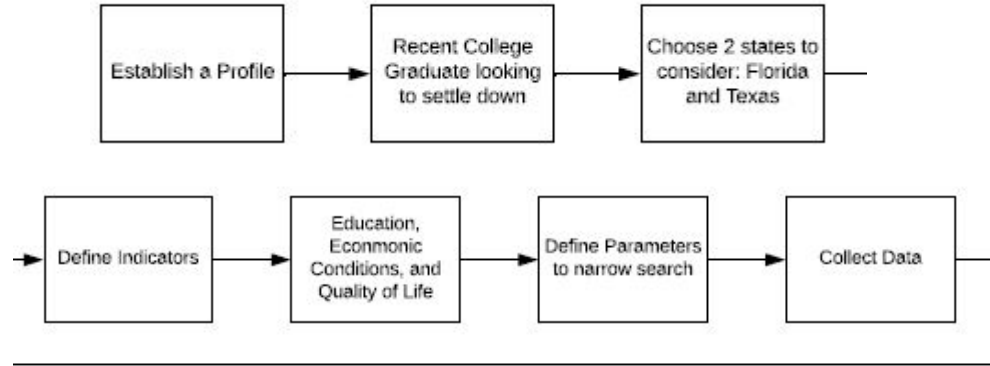 Establish a Profile
Recent College
Graduate looking
to settle down
Choose 2 states to
consider: Florida
and Texas
Define Indicators
Education,
Econmonic
Conditions, and
Quality of Life
Define Parameters
to narrow search
Collect Data